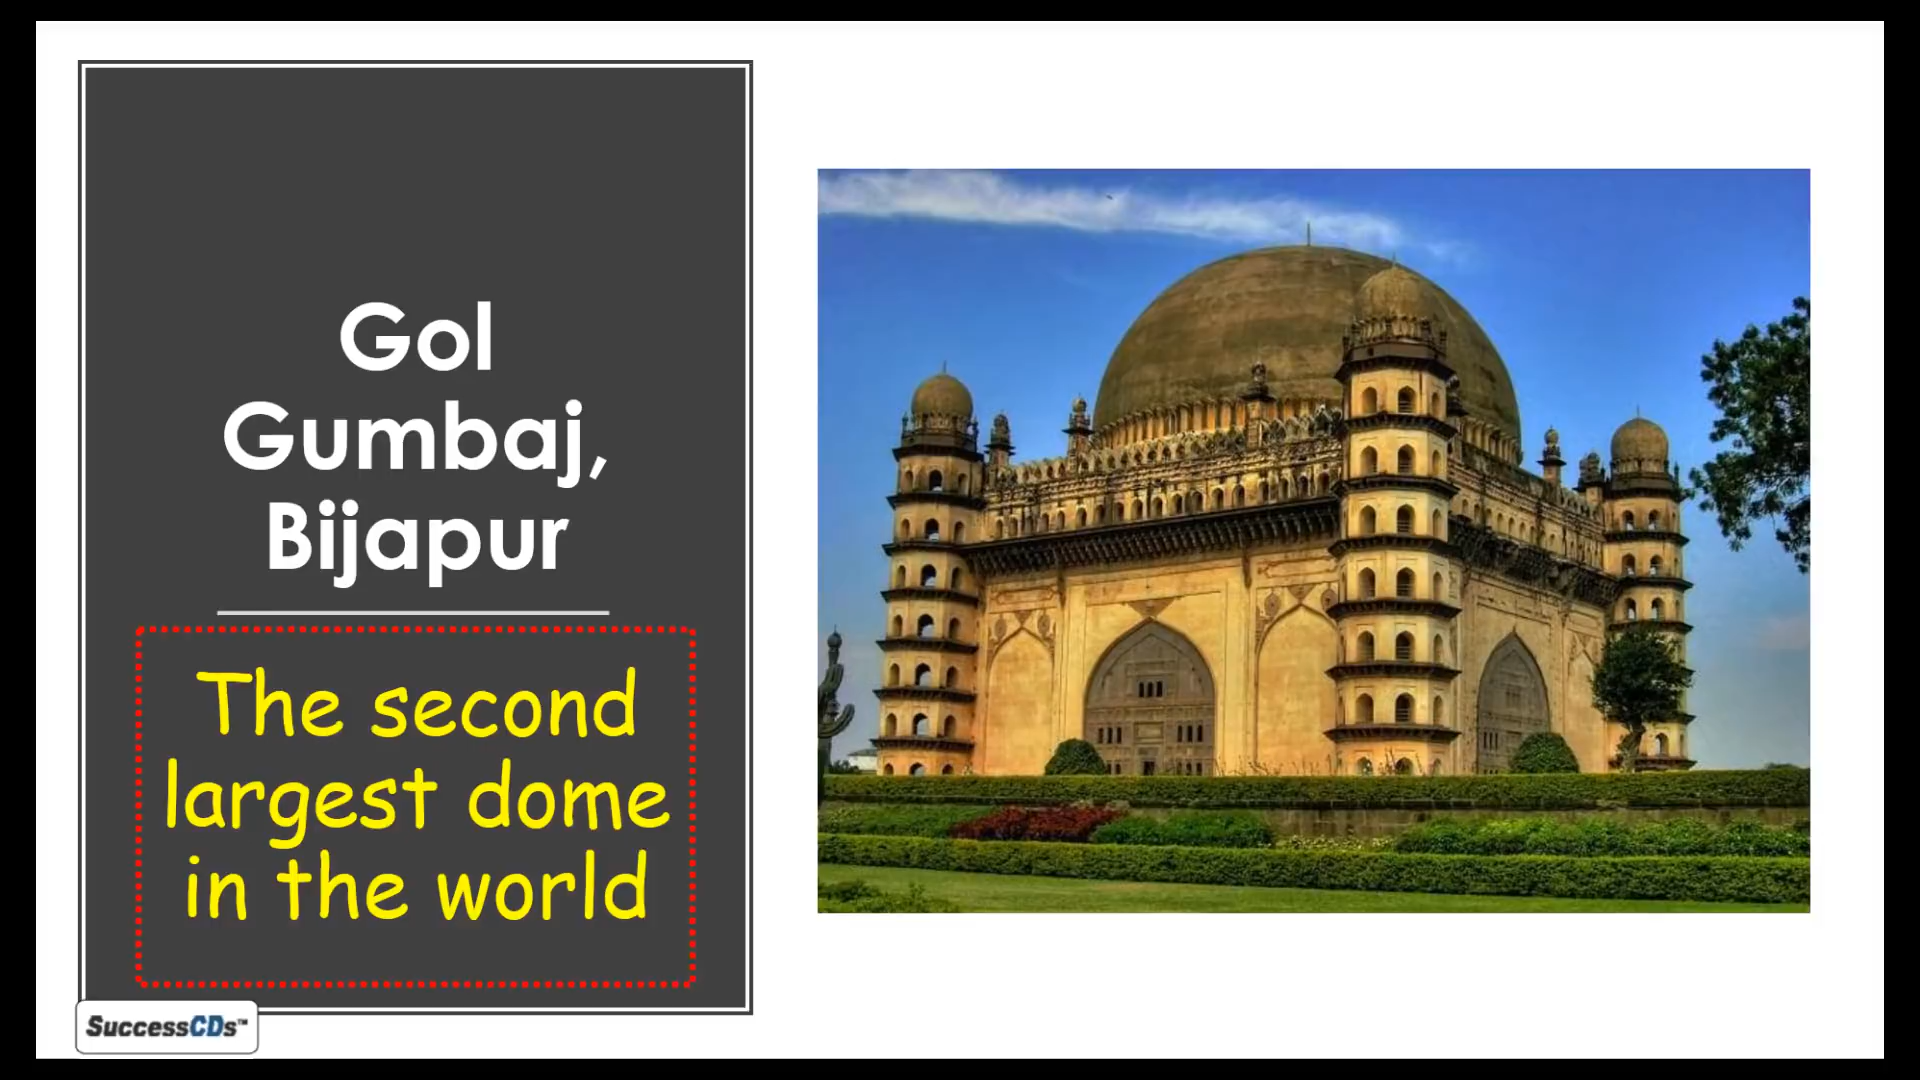 Gol
Gumbaj,
Bijapur
The second
largest dome
in the world
SuccessCDs™